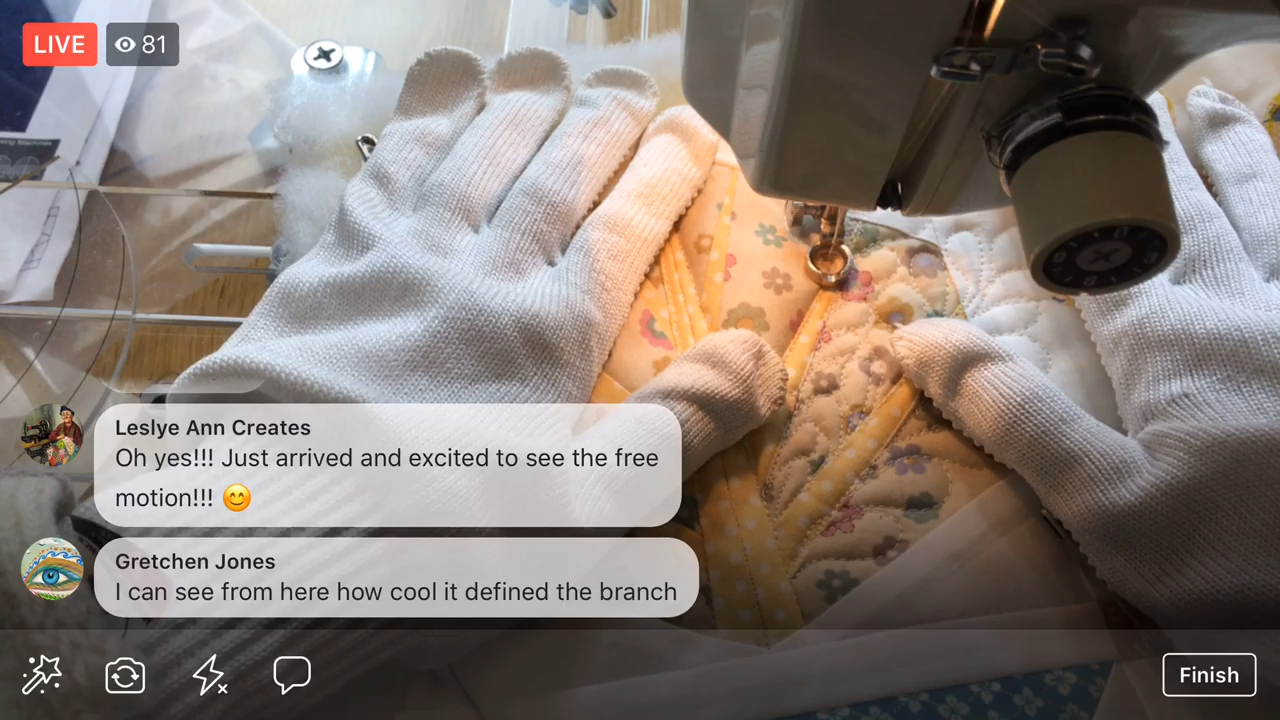 LIVE
81
Leslye Ann Creates
Oh yes!!! Just arrived and excited to see the free
motion!!! 😊
Gretchen Jones
I can see from here how cool it defined the branch
Finish